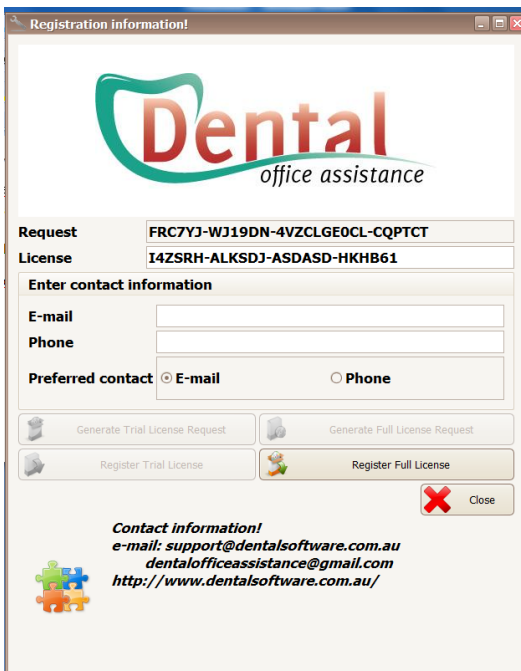 Registration information!
Dental
office assistance
Request FRC7YJ-WJ19DN-4VZCLGE0CL-CQPTCT
License I4ZSRH-ALKSDJ-ASDASD-HKHB61
Enter contact information
E-mail
Phone
Preferred contact E-mail Phone
Generate Trial License Request Generate Full License Request
Register Trial License Register Full License
Close
Contact information!
e-mail: support@dentalsoftware.com.au
dentalofficeassistance@gmail.com
http://www.dentalsoftware.com.au/